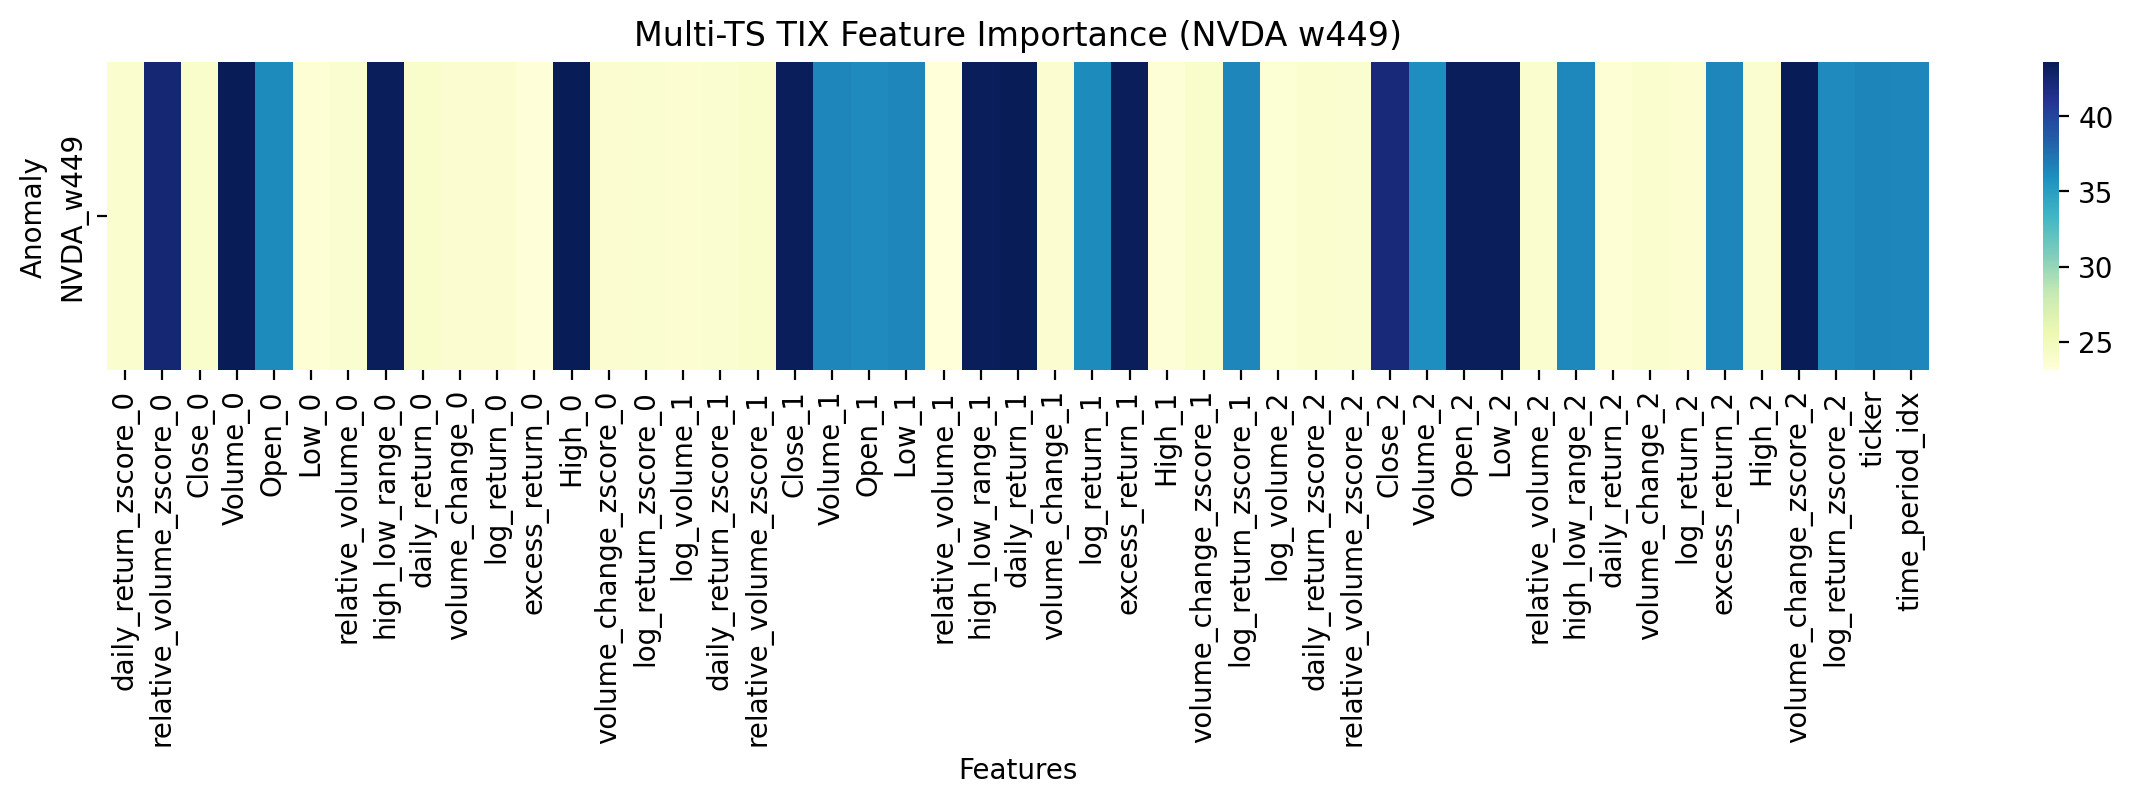 Multi-TS TIX Feature Importance (NVDA w449)
Anomaly
NVDA_w449
40
35
30
25
daily_return_zscore_0
relative_volume_zscore_0
Close_0
Volume_0
Open_0
Low_0
relative_volume_0
high_low_range_0
daily_return_0
volume_change_0
log_return_0
excess_return_0
High_0
volume_change_zscore_0
log_return_zscore_0
log_volume_1
daily_return_zscore_1
relative_volume_zscore_1
Close_1
Volume_1
Open_1
Low_1
relative_volume_1
high_low_range_1
daily_return_1
volume_change_1
log_return_1
excess_return_1
High_1
volume_change_zscore_1
log_return_zscore_1
log_volume_2
daily_return_zscore_2
relative_volume_zscore_2
Close_2
Volume_2
Open_2
Low_2
relative_volume_2
high_low_range_2
daily_return_2
volume_change_2
log_return_2
excess_return_2
High_2
volume_change_zscore_2
log_return_zscore_2
ticker
time_period_idx
Features